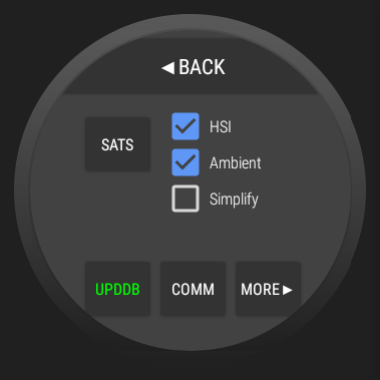 ◀ BACK
SATS
HSI
Ambient
Simplify
UPDDB
COMM
MORE ▶